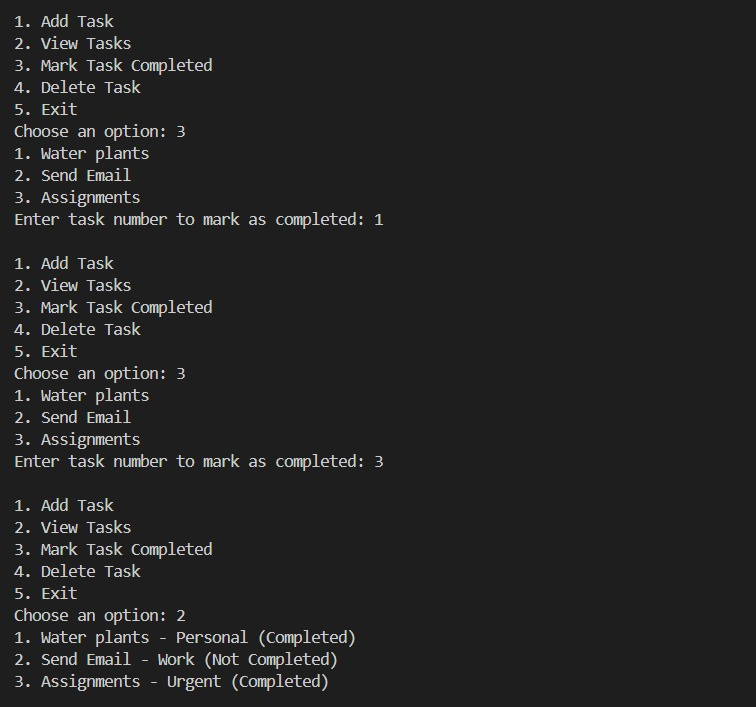 1. Add Task
2. View Tasks
3. Mark Task Completed
4. Delete Task
5. Exit
Choose an option: 3
1. Water plants
2. Send Email
3. Assignments
Enter task number to mark as completed: 1

1. Add Task
2. View Tasks
3. Mark Task Completed
4. Delete Task
5. Exit
Choose an option: 3
1. Water plants
2. Send Email
3. Assignments
Enter task number to mark as completed: 3

1. Add Task
2. View Tasks
3. Mark Task Completed
4. Delete Task
5. Exit
Choose an option: 2
1. Water plants - Personal (Completed)
2. Send Email - Work (Not Completed)
3. Assignments - Urgent (Completed)